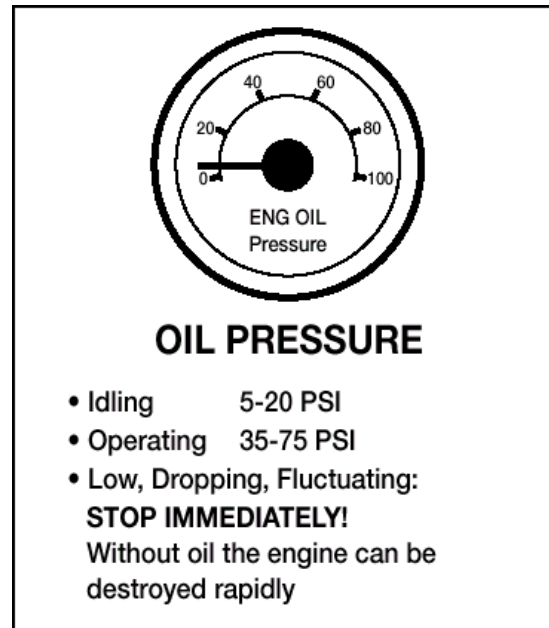 40 60
20 80
0 100
ENG OIL
Pressure
OIL PRESSURE
• Idling 5-20 PSI
• Operating 35-75 PSI
• Low, Dropping, Fluctuating:
STOP IMMEDIATELY!
Without oil the engine can be
destroyed rapidly